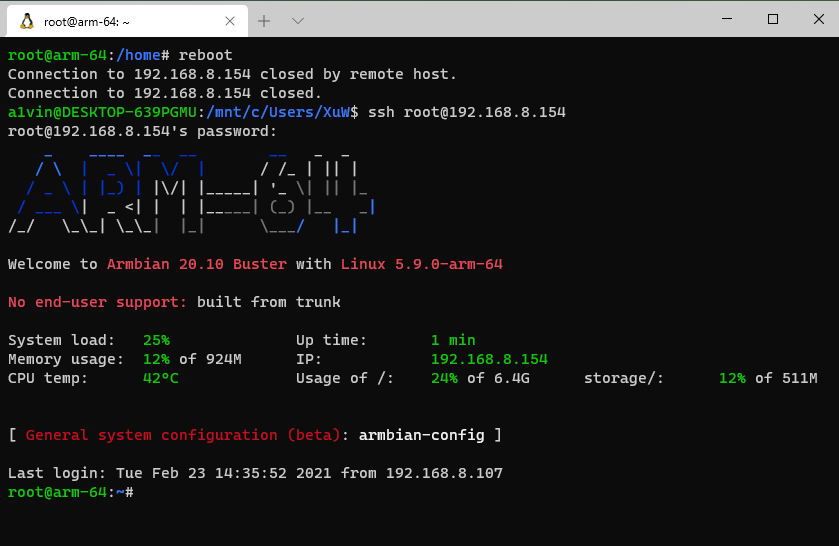 root@arm-64: ~
root@arm-64:/home# reboot
Connection to 192.168.8.154 closed by remote host.
Connection to 192.168.8.154 closed.
a1vin@DESKTOP-639PGMU:/mnt/c/Users/XuW$ ssh root@192.168.8.154
root@192.168.8.154's password:
ARM-64
Welcome to Armbian 20.10 Buster with Linux 5.9.0-arm-64
No end-user support: built from trunk
System load: 25% Up time: 1 min
Memory usage: 12% of 924M IP: 192.168.8.154
CPU temp: 42°C Usage of /: 24% of 6.4G storage/: 12% of 511M
[ General system configuration (beta): armbian-config ]
Last login: Tue Feb 23 14:35:52 2021 from 192.168.8.107
root@arm-64:~#